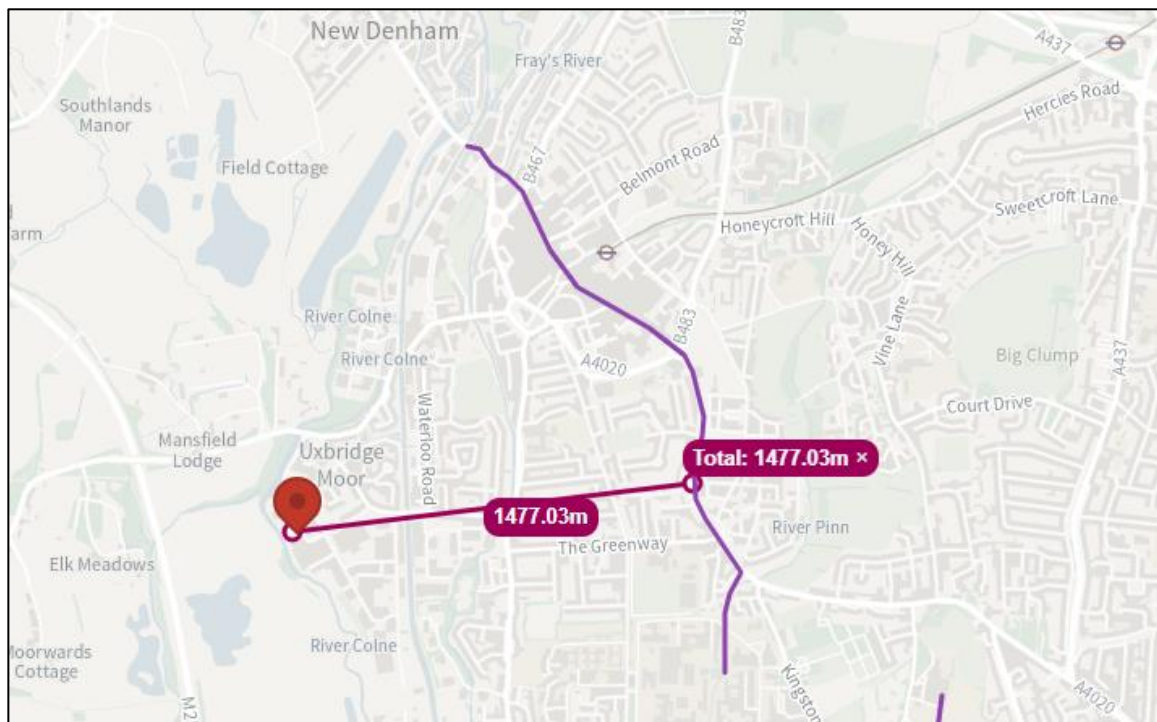 New Denham
B483
A437
Fray's River
Hercies Road
Southlands
Manor
B467
Belmont Road
Field Cottage
Sweetcroft Lane
Honeycroft Hill
Honey Hill
arm
River Colne
B483
Vine Lane
River Colne
A4020
Big Clump
A437
Waterloo Road
Court Drive
Mansfield
Lodge
Uxbridge
Moor
Total: 1477.03m ×
1477.03m
River Pinn
The Greenway
Elk Meadows
River Colne
Moorwards
Cottage
Kingston
M2
A4020